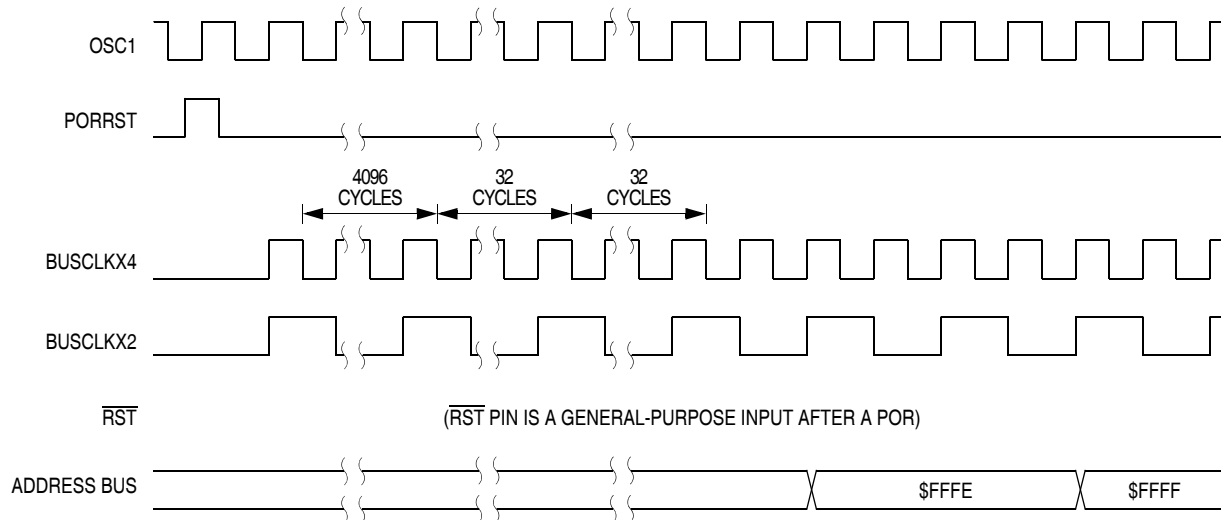 OSC1
PORRST
4096
CYCLES
32
CYCLES
32
CYCLES
BUSCLKX4
BUSCLKX2
RST
(RST PIN IS A GENERAL-PURPOSE INPUT AFTER A POR)
ADDRESS BUS
$FFFE
$FFFF